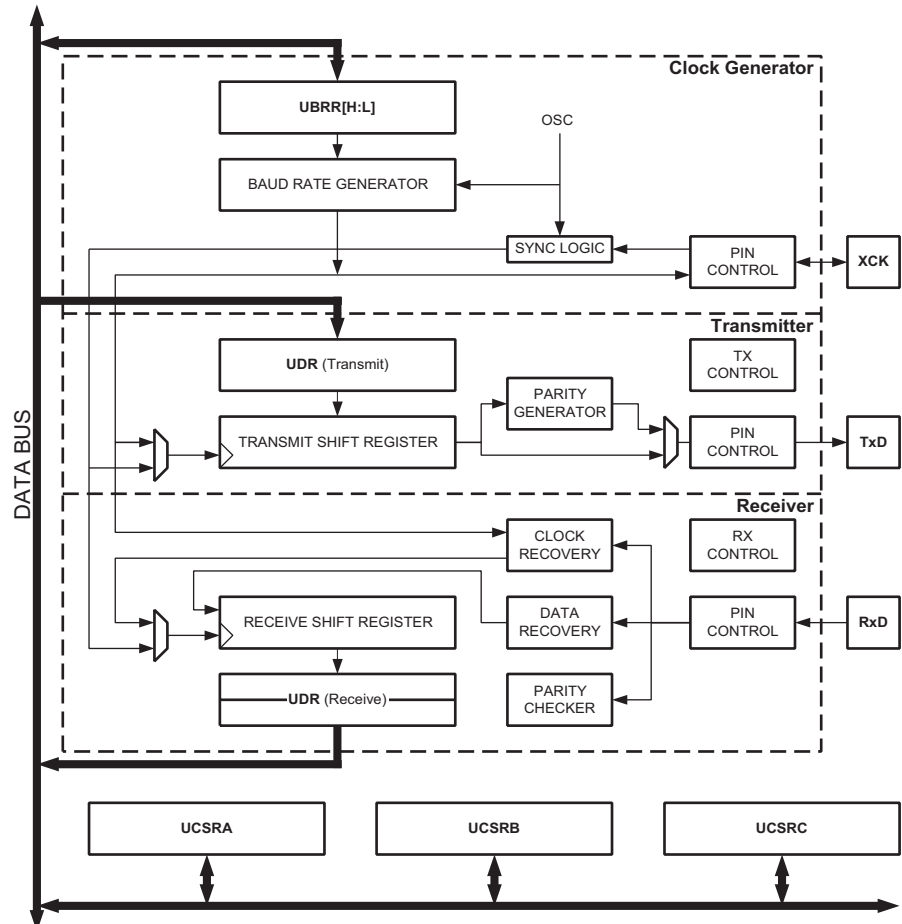 Clock Generator
UBRR[H:L]
OSC
BAUD RATE GENERATOR
SYNC LOGIC
PIN
CONTROL
XCK
DATA BUS
Transmitter
UDR (Transmit)
TX
CONTROL
PARITY
GENERATOR
TRANSMIT SHIFT REGISTER
PIN
CONTROL
TxD
Receiver
CLOCK
RECOVERY
RX
CONTROL
RECEIVE SHIFT REGISTER
DATA
RECOVERY
PIN
CONTROL
RxD
UDR (Receive)
PARITY
CHECKER
UCSRA
UCSRB
UCSRC